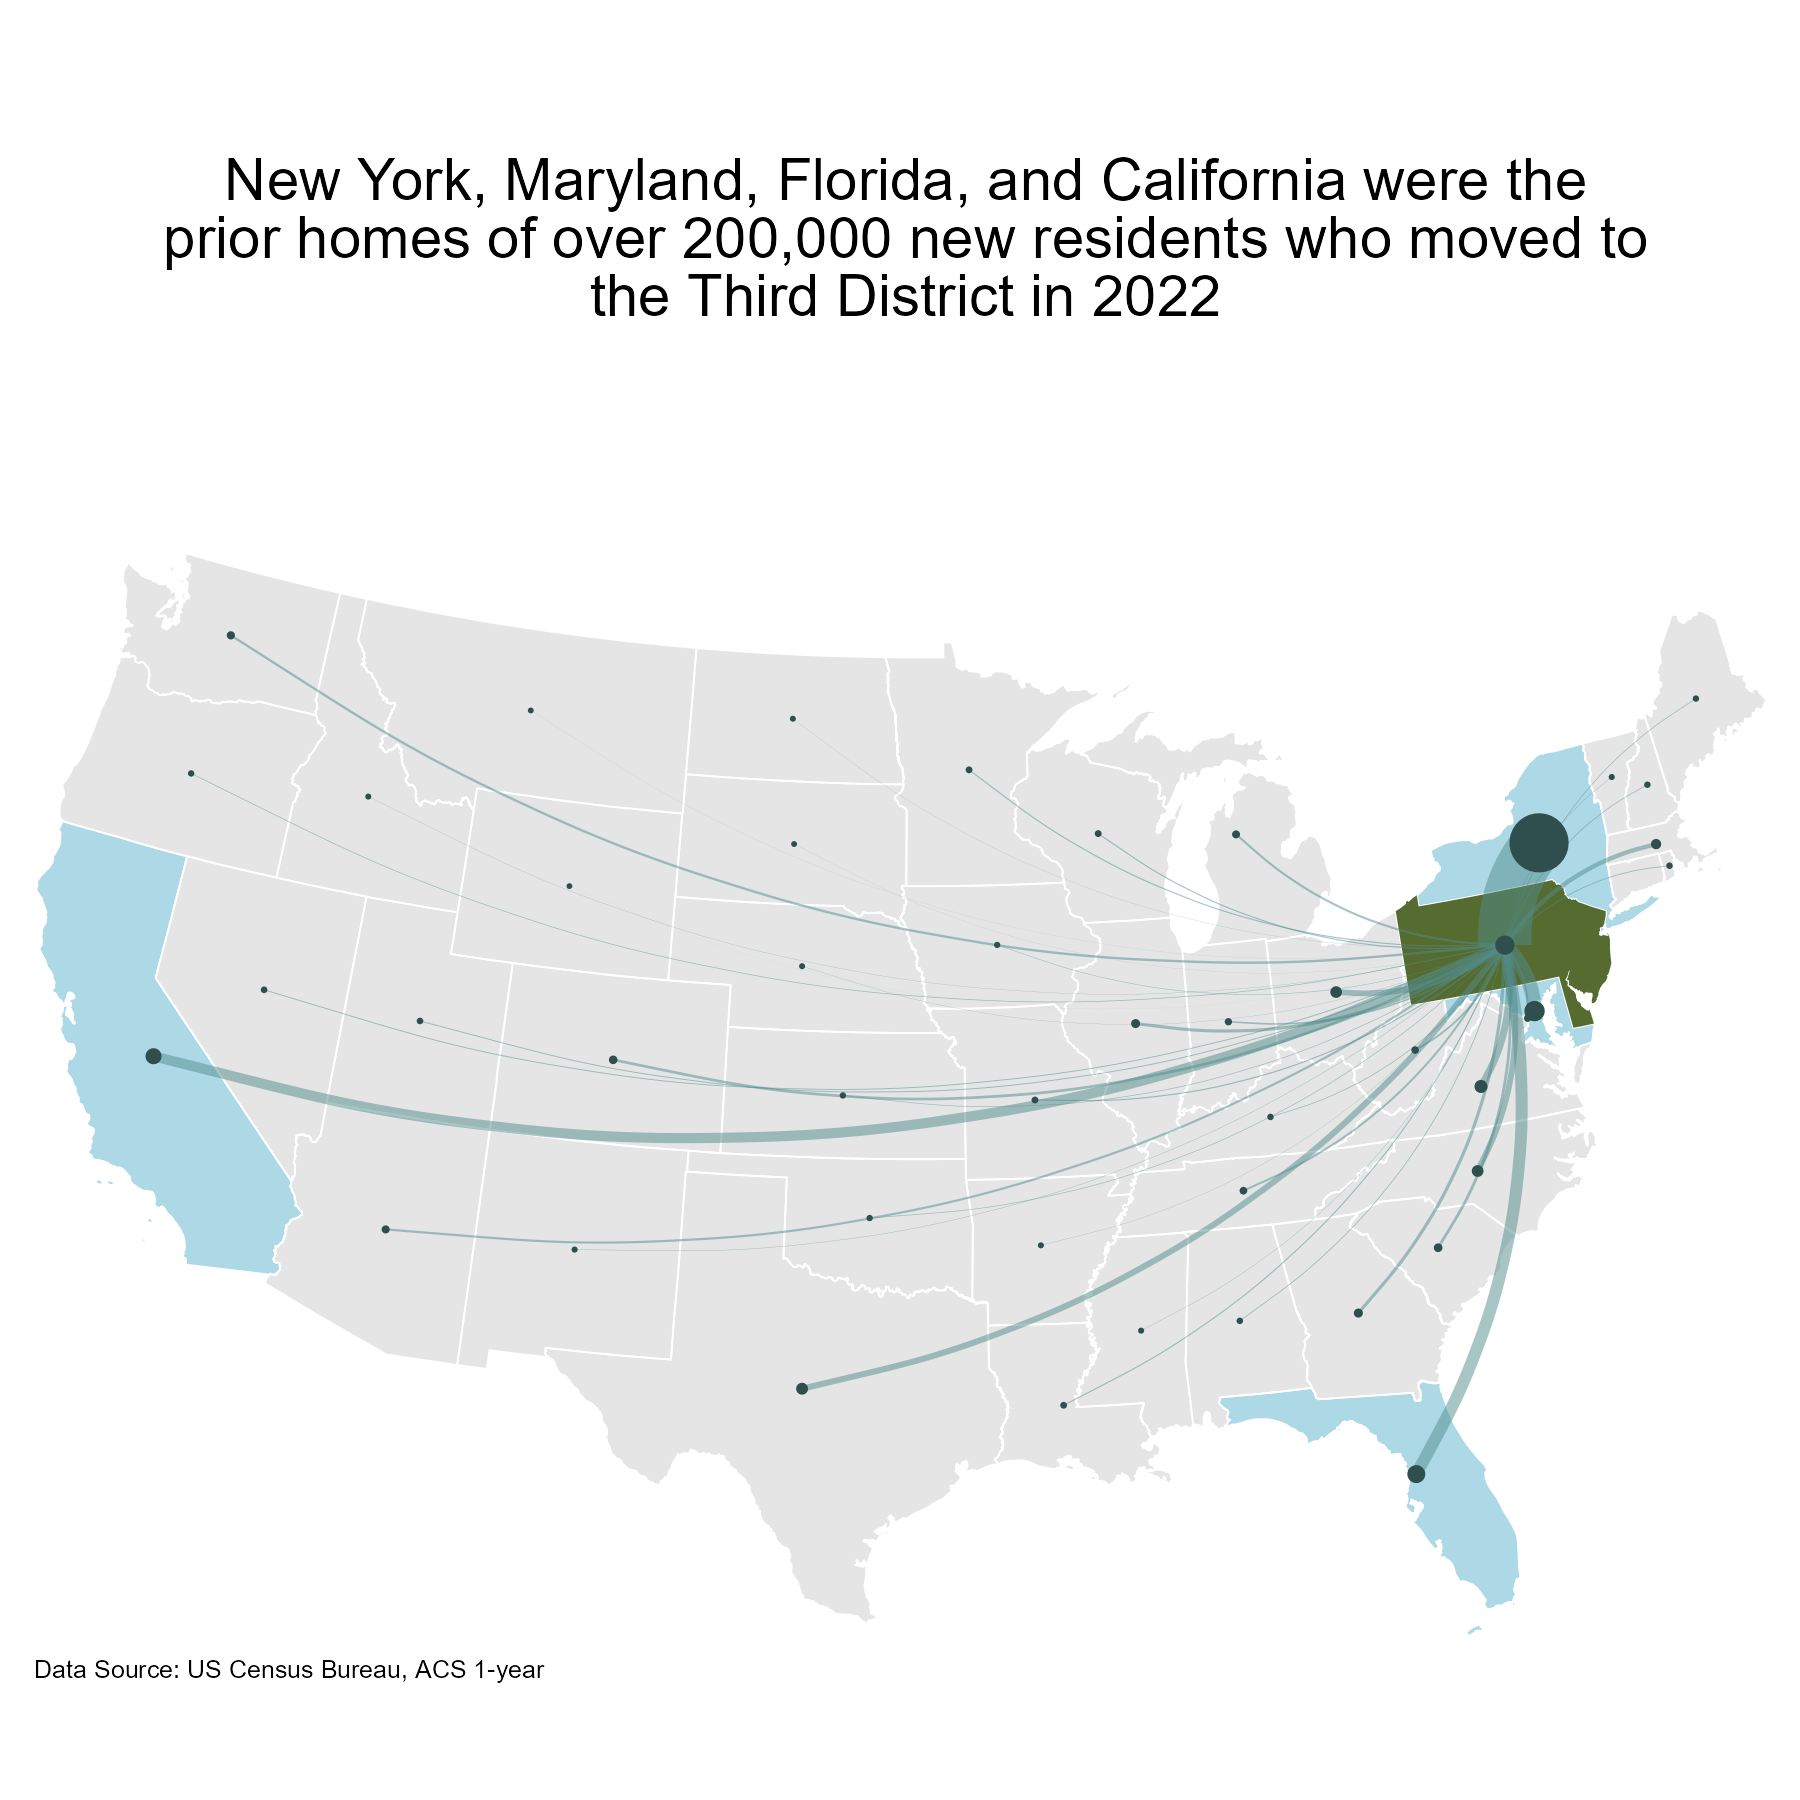 New York, Maryland, Florida, and California were the
prior homes of over 200,000 new residents who moved to
the Third District in 2022
Data Source: US Census Bureau, ACS 1-year